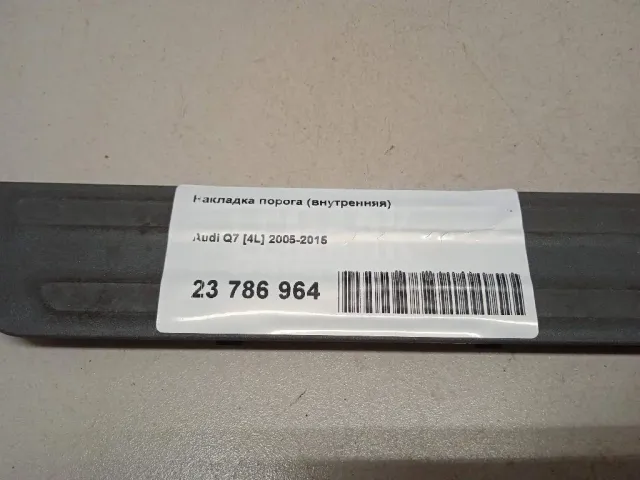 Накладка порога (внутренняя)
Audi Q7 [4L] 2005-2015
23 786 964